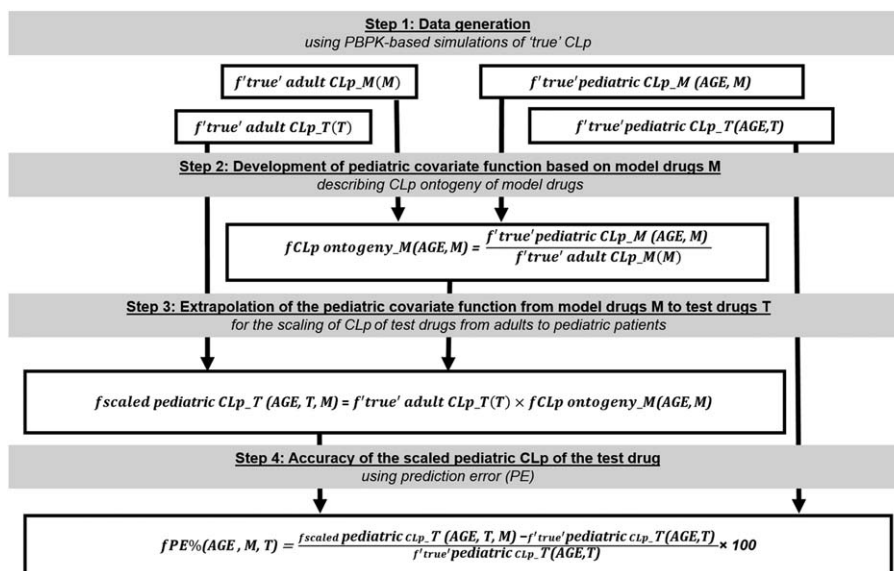 Step 1: Data generation
using PBPK-based simulations of ‘true’ CLp
f'true' adult CLp_M(M)
f'true'pediatric CLp_M (AGE, M)
f'true' adult CLp_T(T)
f'true'pediatric CLp_T(AGE,T)
Step 2: Development of pediatric covariate function based on model drugs M
describing CLp ontogeny of model drugs
fCLp ontogeny_M(AGE, M) = f'true'pediatric CLp_M (AGE, M)
f'true' adult CLp_M(M)
Step 3: Extrapolation of the pediatric covariate function from model drugs M to test drugs T
for the scaling of CLp of test drugs from adults to pediatric patients
fscaled pediatric CLp_T (AGE, T, M) = f'true' adult CLp_T(T) × fCLp ontogeny_M(AGE, M)
Step 4: Accuracy of the scaled pediatric CLp of the test drug
using prediction error (PE)
fPE%(AGE , M, T) = fscaled pediatric CLp_T (AGE, T, M) −f'true'pediatric CLp_T(AGE,T) × 100
f'true'pediatric CLp_T(AGE,T)